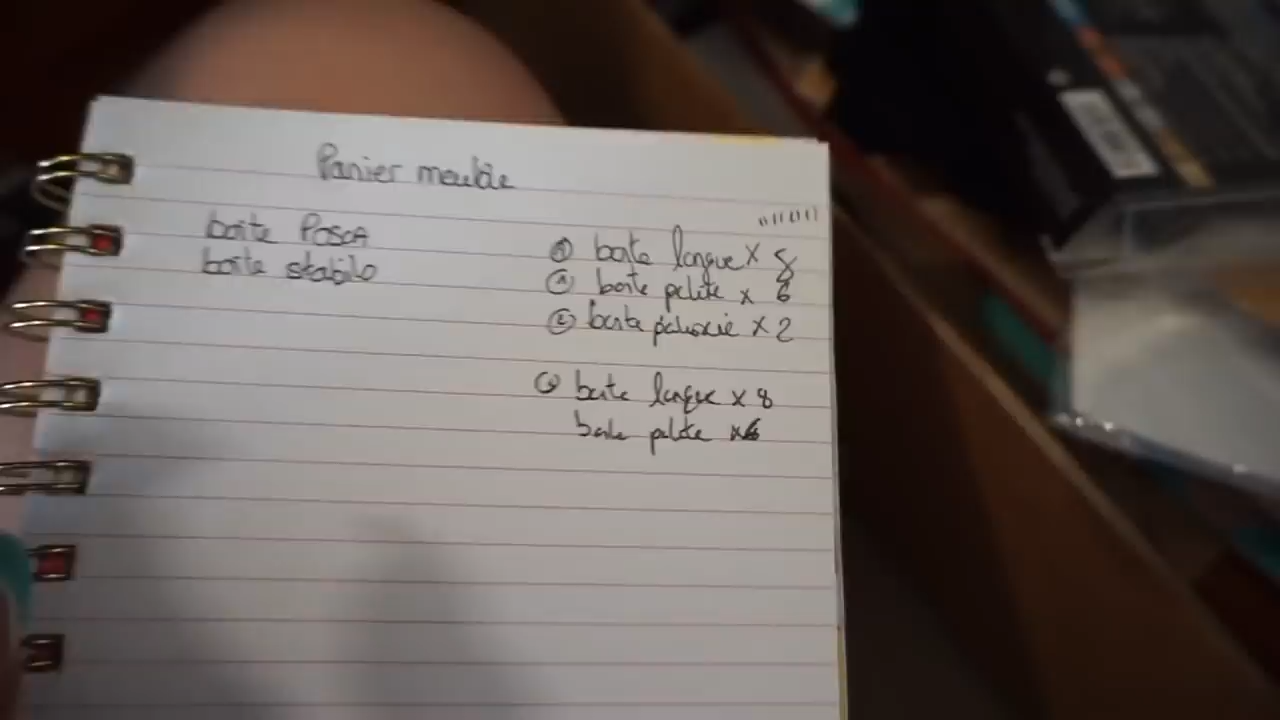 Panier meuble
boite POSCA
boite stabilo
boite longue x 8
boite petite x 6
boite x 2
boite longue x 8
boite petite x6